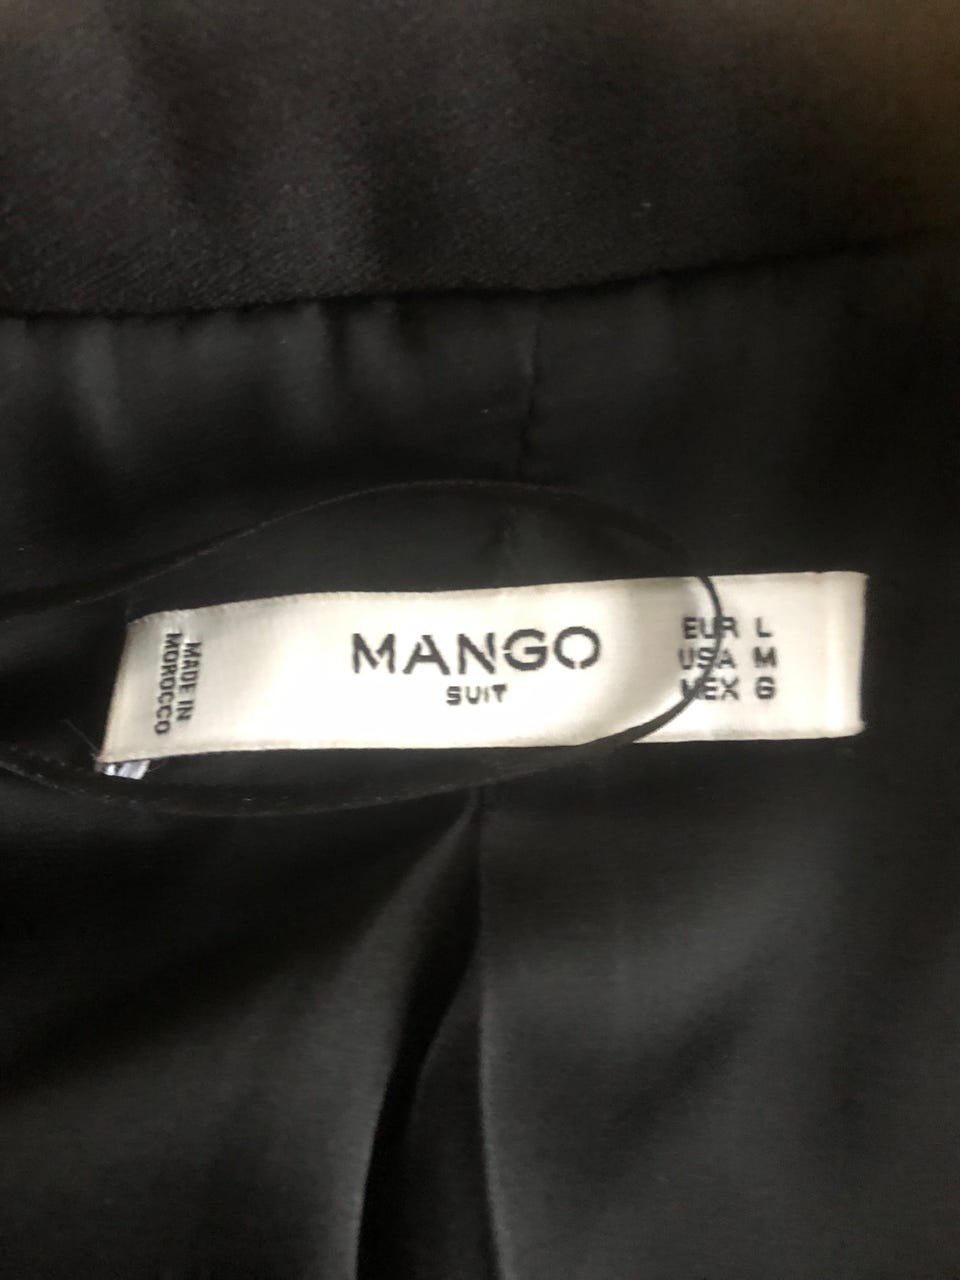 MADE IN
MOROCCO
MANGO
SUIT
EUR L
USA M
MEX G